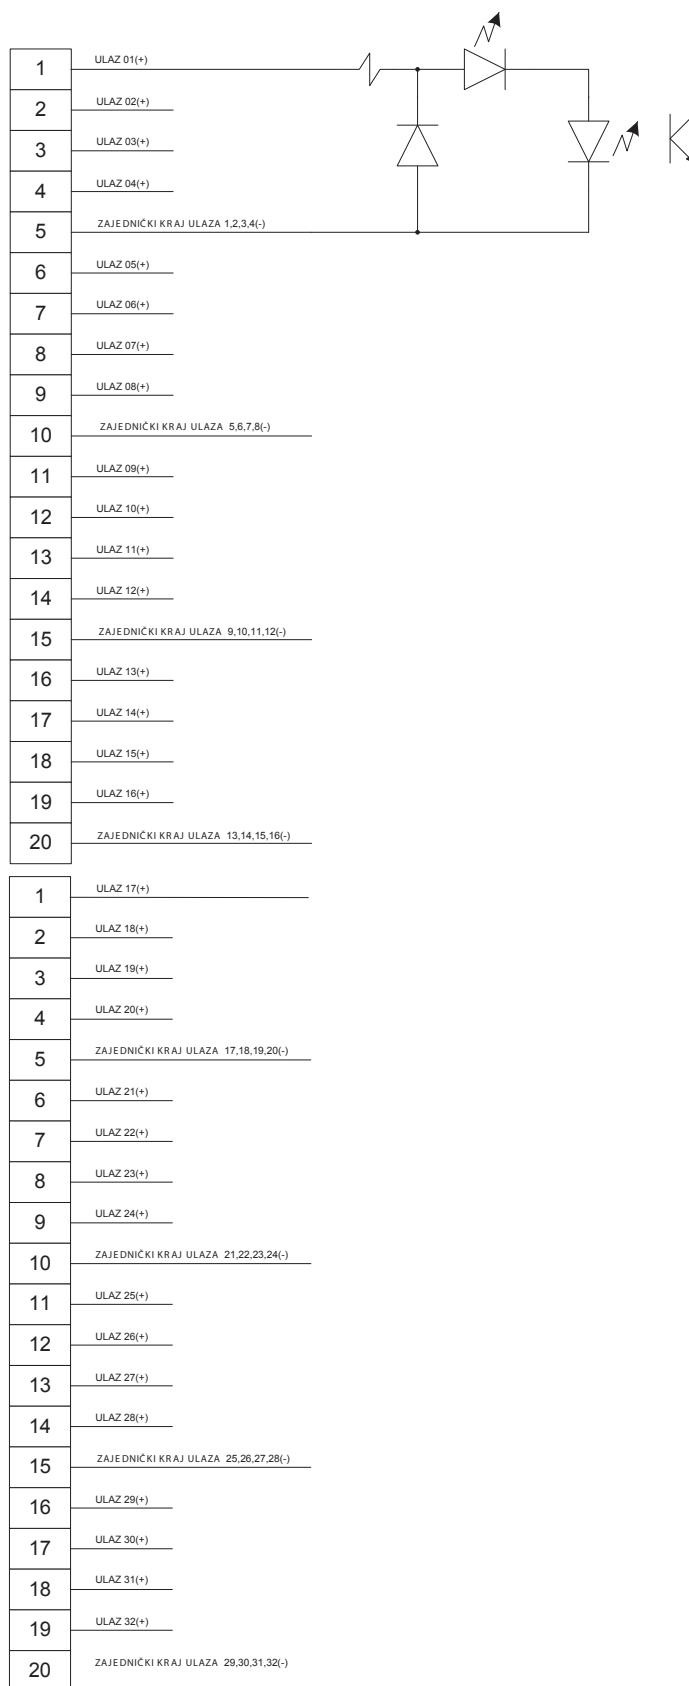 1 ULAZ 01(+)
2 ULAZ 02(+)
3 ULAZ 03(+)
4 ULAZ 04(+)
5 ZAJEDNIČKI KRAJ ULAZA 1,2,3,4(-)
6 ULAZ 05(+)
7 ULAZ 06(+)
8 ULAZ 07(+)
9 ULAZ 08(+)
10 ZAJEDNIČKI KRAJ ULAZA 5,6,7,8(-)
11 ULAZ 09(+)
12 ULAZ 10(+)
13 ULAZ 11(+)
14 ULAZ 12(+)
15 ZAJEDNIČKI KRAJ ULAZA 9,10,11,12(-)
16 ULAZ 13(+)
17 ULAZ 14(+)
18 ULAZ 15(+)
19 ULAZ 16(+)
20 ZAJEDNIČKI KRAJ ULAZA 13,14,15,16(-)
1 ULAZ 17(+)
2 ULAZ 18(+)
3 ULAZ 19(+)
4 ULAZ 20(+)
5 ZAJEDNIČKI KRAJ ULAZA 17,18,19,20(-)
6 ULAZ 21(+)
7 ULAZ 22(+)
8 ULAZ 23(+)
9 ULAZ 24(+)
10 ZAJEDNIČKI KRAJ ULAZA 21,22,23,24(-)
11 ULAZ 25(+)
12 ULAZ 26(+)
13 ULAZ 27(+)
14 ULAZ 28(+)
15 ZAJEDNIČKI KRAJ ULAZA 25,26,27,28(-)
16 ULAZ 29(+)
17 ULAZ 30(+)
18 ULAZ 31(+)
19 ULAZ 32(+)
20 ZAJEDNIČKI KRAJ ULAZA 29,30,31,32(-)